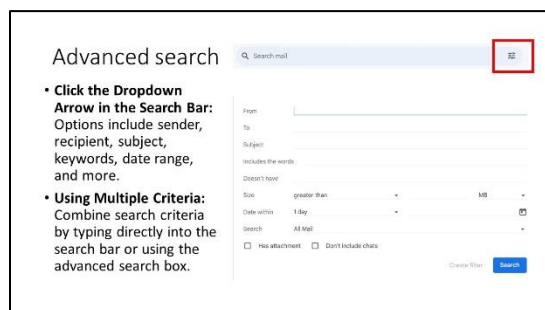 Advanced search
Search mail
• Click the Dropdown
Arrow in the Search Bar:
Options include sender,
recipient, subject,
keywords, date range,
and more.
• Using Multiple Criteria:
Combine search criteria
by typing directly into the
search bar or using the
advanced search box.
From
To
Subject
Includes the words
Doesn't have
Size greater than MB
Date within 1 day
Search All Mail
Has attachment Don't include chats
Create filter Search